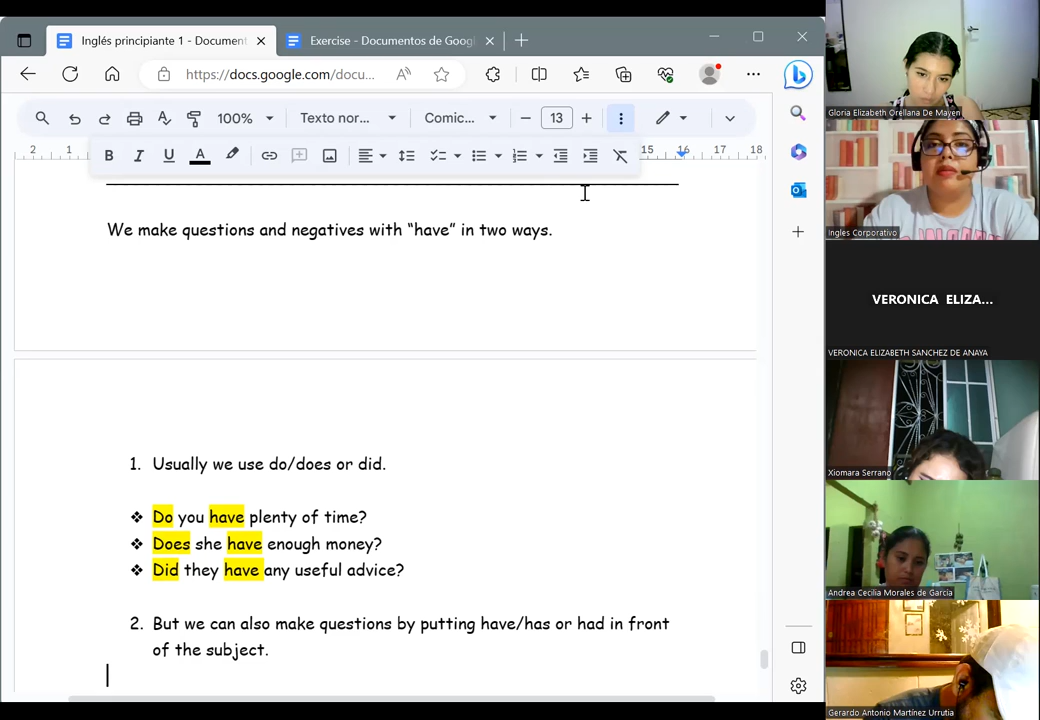 Inglés principiante 1 - Document
Exercise - Documentos de Goog
https://docs.google.com/docu...
100%
Texto nor...
Comic...
13
2 1 15 16 17 18
We make questions and negatives with “have” in two ways.
1. Usually we use do/does or did.
❖ Do you have plenty of time?
❖ Does she have enough money?
❖ Did they have any useful advice?
2. But we can also make questions by putting have/has or had in front
of the subject.
Gloria Elizabeth Orellana De Mayen
Ingles Corporativo
VERONICA ELIZA...
VERONICA ELIZABETH SANCHEZ DE ANAYA
Xiomara Serrano
Andrea Cecilia Morales de Garcia
Gerardo Antonio Martínez Urrutia